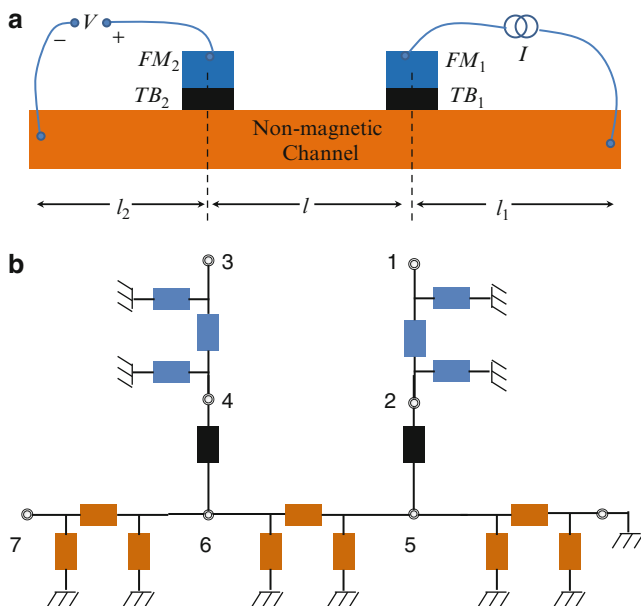 a
− V +
FM₂
FM₁
I
TB₂
TB₁
Non-magnetic
Channel
l₂
l
l₁
b
3
1
4
2
7
6
5